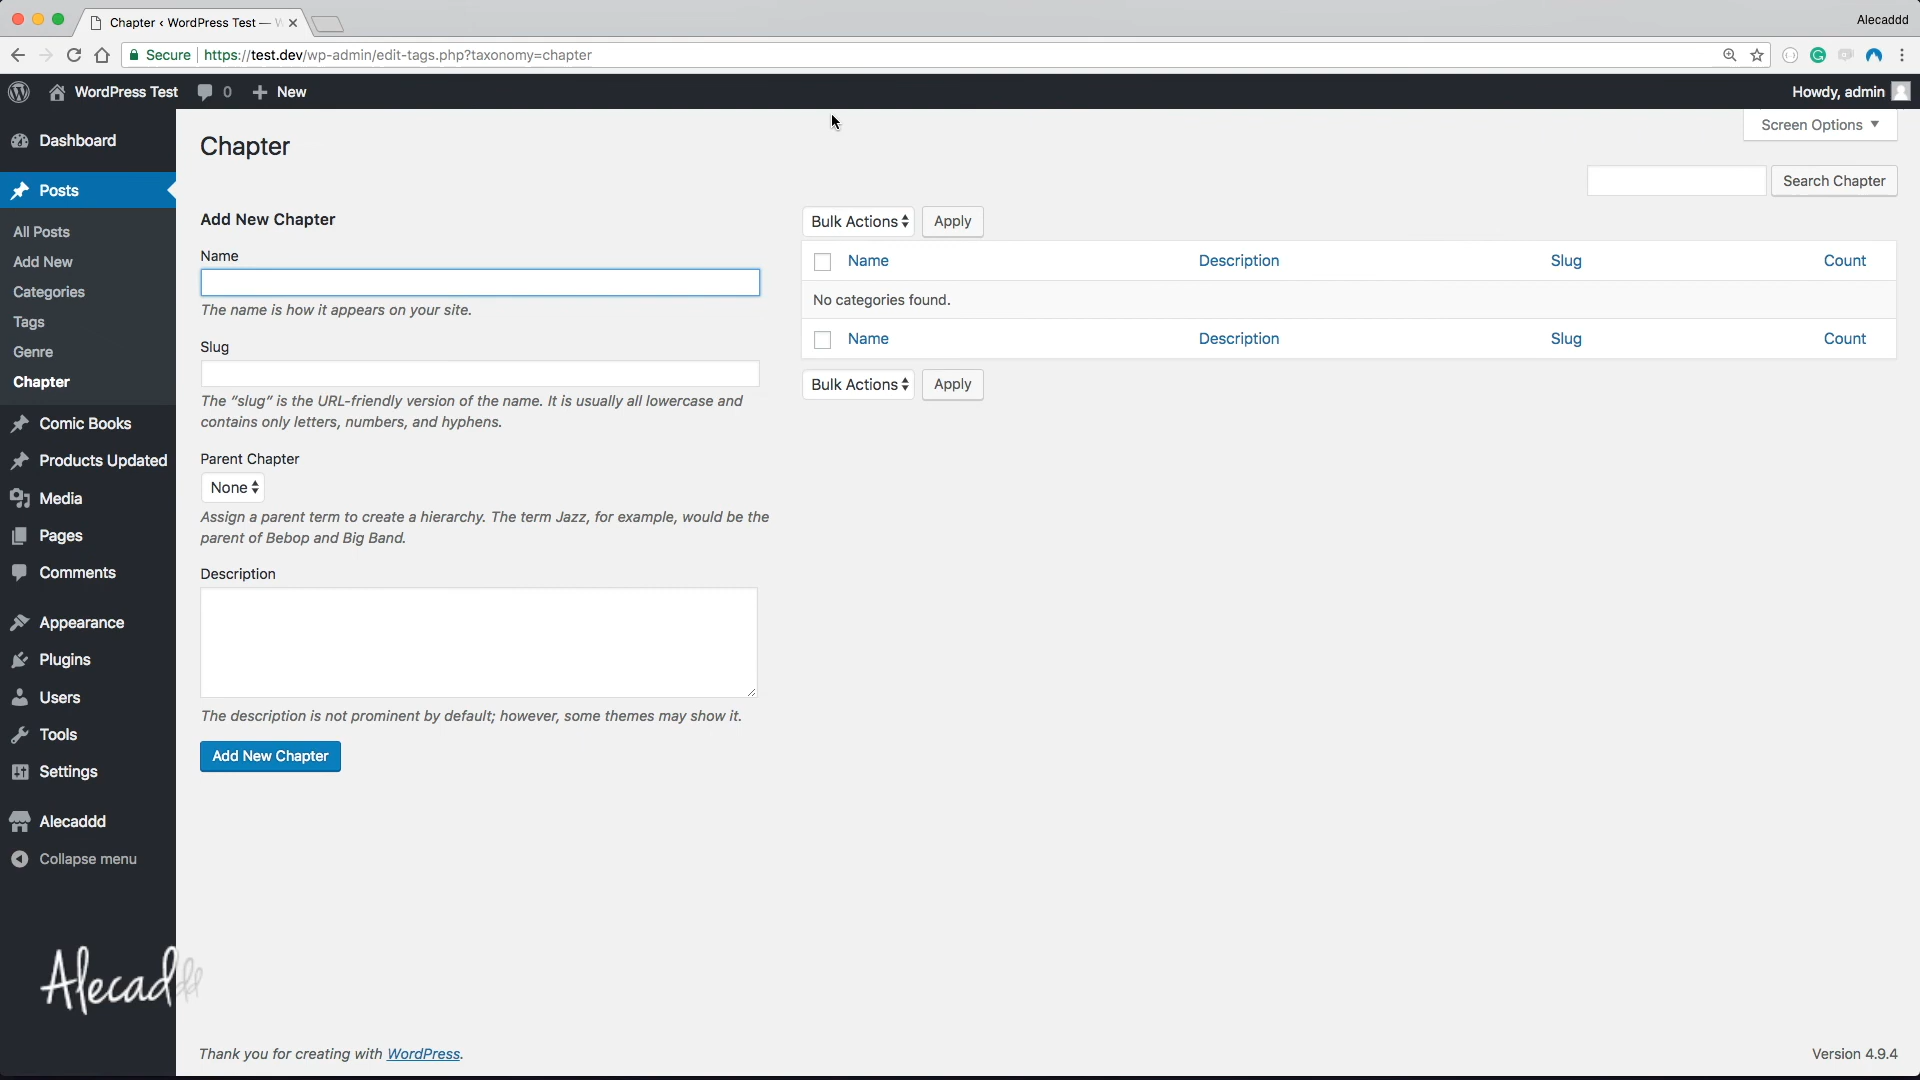 Chapter ‹ WordPress Test —
Alecaddd
Secure
https://test.dev/wp-admin/edit-tags.php?taxonomy=chapter
WordPress Test
0
New
Howdy, admin
Dashboard
Posts
All Posts
Add New
Categories
Tags
Genre
Chapter
Comic Books
Products Updated
Media
Pages
Comments
Appearance
Plugins
Users
Tools
Settings
Alecaddd
Collapse menu
Alecaddd
Chapter
Screen Options
Search Chapter
Add New Chapter
Name
The name is how it appears on your site.
Slug
The “slug” is the URL-friendly version of the name. It is usually all lowercase and
contains only letters, numbers, and hyphens.
Parent Chapter
None
Assign a parent term to create a hierarchy. The term Jazz, for example, would be the
parent of Bebop and Big Band.
Description
The description is not prominent by default; however, some themes may show it.
Add New Chapter
Bulk Actions Apply
Name Description Slug Count
No categories found.
Name Description Slug Count
Bulk Actions Apply
Thank you for creating with WordPress.
Version 4.9.4